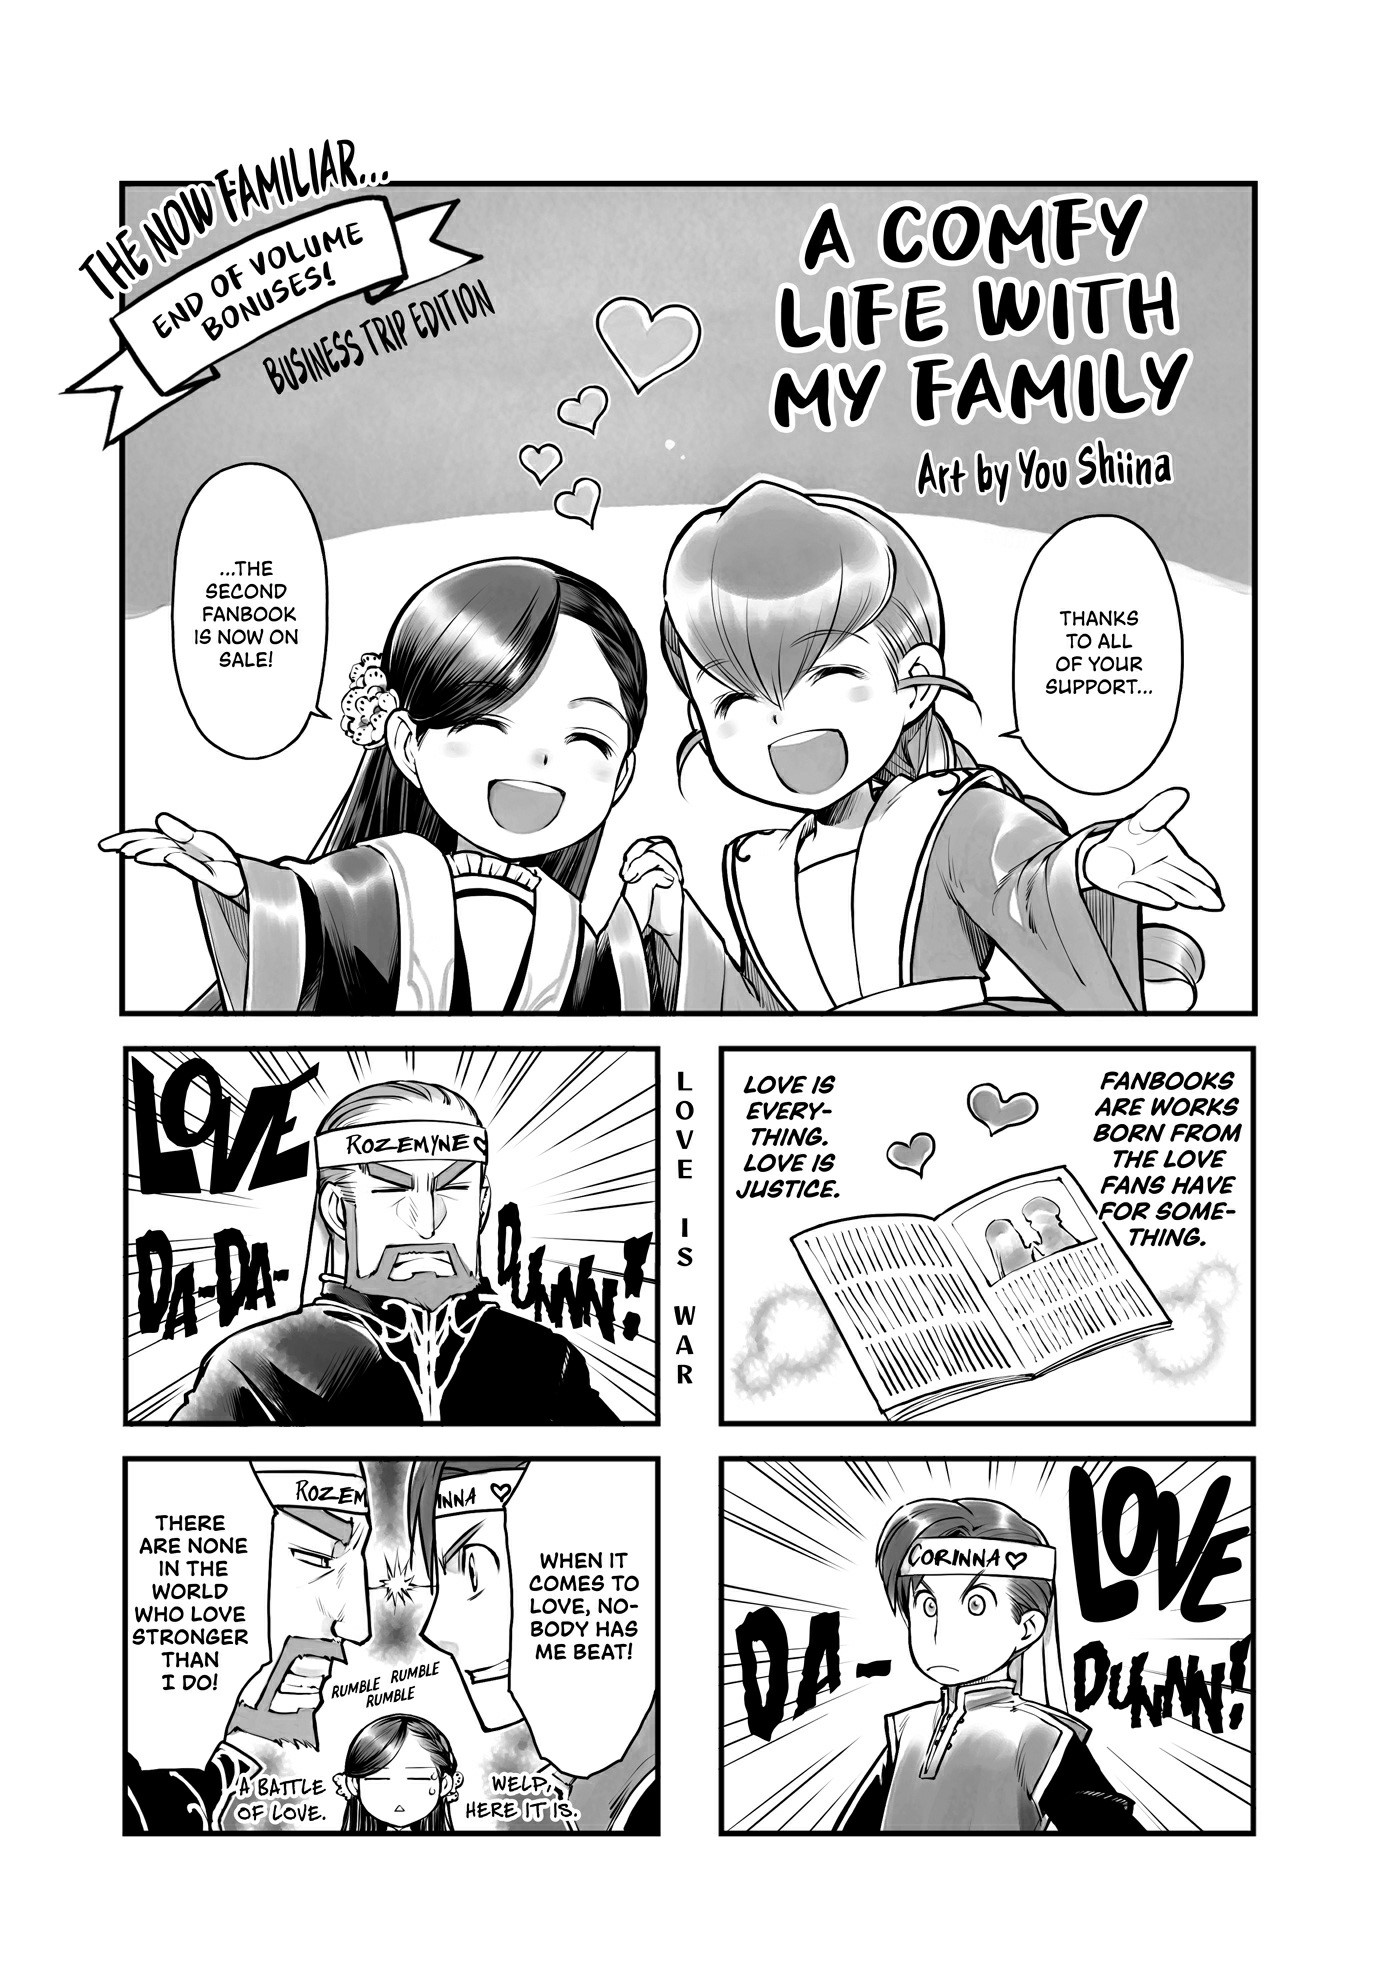 THE NOW FAMILIAR...
END OF VOLUME
BONUSES!
BUSINESS TRIP EDITION
A COMFY
LIFE WITH
MY FAMILY
Art by You Shiina
THANKS
TO ALL
OF YOUR
SUPPORT...
...THE
SECOND
FANBOOK
IS NOW ON
SALE!
LOVE IS WAR
FANBOOKS
ARE WORKS
BORN FROM
THE LOVE
FANS HAVE
FOR SOME-
THING.
LOVE IS
EVERY-
THING.
LOVE IS
JUSTICE.
LOVE
ROZEMYNE♡
DA-DA-
DUNNN!
LOVE
CORINNA♡
DA-
DUNNN!
ROZEM
INNA ♡
WHEN IT
COMES TO
LOVE, NO-
BODY HAS
ME BEAT!
THERE
ARE NONE
IN THE
WORLD
WHO LOVE
STRONGER
THAN
I DO!
RUMBLE RUMBLE
RUMBLE
WELP,
HERE IT IS.
A BATTLE
OF LOVE.